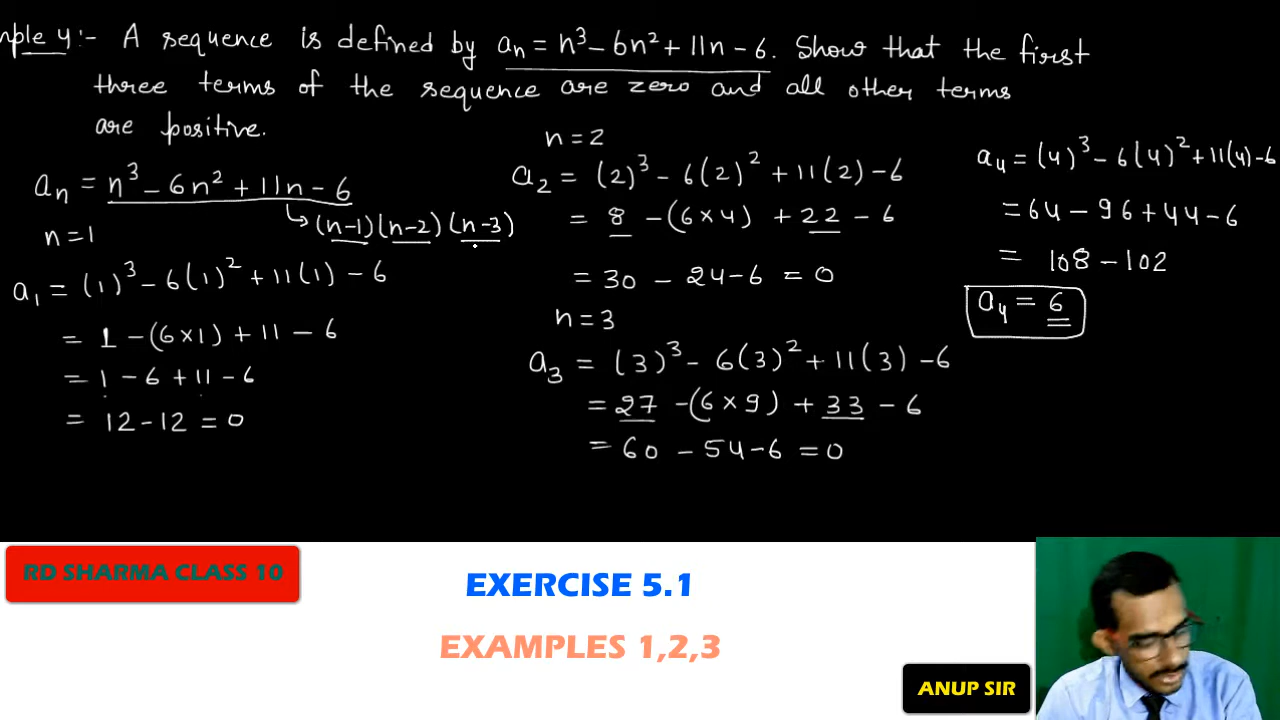 mple 4:- A sequence is defined by aₙ = n³ - 6n² + 11n - 6. Show that the first
three terms of the sequence are zero and all other terms
are positive.
aₙ = n³ - 6n² + 11n - 6
↳ (n-1)(n-2)(n-3)
n = 1
a₁ = (1)³ - 6(1)² + 11(1) - 6
= 1 - (6×1) + 11 - 6
= 1 - 6 + 11 - 6
= 12 - 12 = 0
n = 2
a₂ = (2)³ - 6(2)² + 11(2) - 6
= 8 - (6×4) + 22 - 6
= 30 - 24 - 6 = 0
n = 3
a₃ = (3)³ - 6(3)² + 11(3) - 6
= 27 - (6×9) + 33 - 6
= 60 - 54 - 6 = 0
a₄ = (4)³ - 6(4)² + 11(4) - 6
= 64 - 96 + 44 - 6
= 108 - 102
a₄ = 6
RD SHARMA CLASS 10
EXERCISE 5.1
EXAMPLES 1,2,3
ANUP SIR